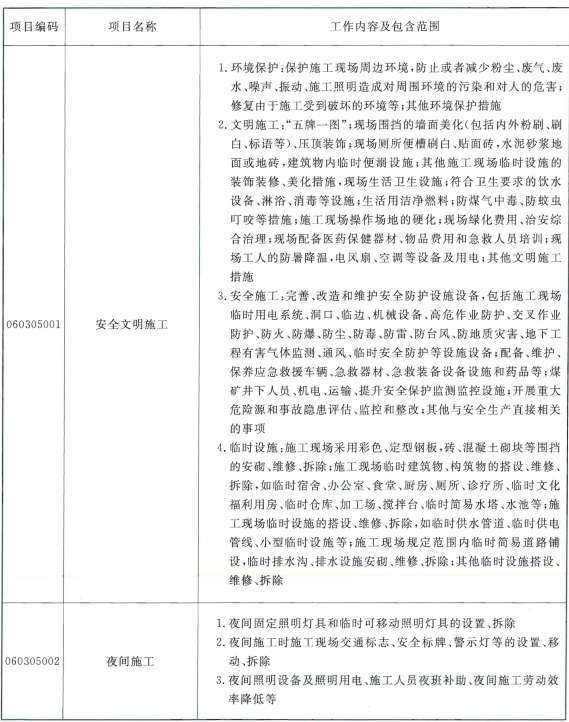 项目编码 项目名称 工作内容及包含范围
1. 环境保护:保护施工现场周边环境,防止或者减少粉尘、废气、废
水、噪声、振动、施工照明造成对周围环境的污染和对人的危害;
修复由于施工受到破坏的环境等;其他环境保护措施
2. 文明施工:“五牌一图”;现场围挡的墙面美化(包括内外粉刷、刷
白、标语等)、压顶装饰;现场厕所便槽刷白、贴面砖,水泥砂浆地
面或地砖,建筑物内临时便溺设施;其他施工现场临时设施的
装饰装修、美化措施,现场生活卫生设施;符合卫生要求的饮水
设备、淋浴、消毒等设施;生活用洁净燃料;防煤气中毒、防蚊虫
叮咬等措施;施工现场操作场地的硬化;现场绿化费用、治安综
合治理;现场配备医药保健器材、物品费用和急救人员培训;现
场工人的防暑降温,电风扇、空调等设备及用电;其他文明施工
措施
060305001 安全文明施工
3. 安全施工:完善、改造和维护安全防护设施设备,包括施工现场
临时用电系统、洞口、临边、机械设备、高危作业防护、交叉作业
防护、防火、防爆、防尘、防毒、防雷、防台风、防地质灾害、地下工
程有害气体监测、通风、临时安全防护等设施设备;配备、维护、
保养应急救援车辆、急救器材、急救装备设备设施和药品等;煤
矿井下人员、机电、运输、提升安全保护监测监控设施;开展重大
危险源和事故隐患评估、监控和整改;其他与安全生产直接相关
的事项
4. 临时设施:施工现场采用彩色、定型钢板,砖、混凝土砌块等围挡
的安砌、维修、拆除;施工现场临时建筑物、构筑物的搭设、维修、
拆除,如临时宿舍、办公室、食堂、厨房、厕所、诊疗所、临时文化
福利用房、临时仓库、加工场、搅拌台、临时简易水塔、水池等;施
工现场临时设施的搭设、维修、拆除,如临时供水管道、临时供电
管线、小型临时设施等;施工现场规定范围内临时简易道路铺
设,临时排水沟、排水设施安砌、维修、拆除;其他临时设施搭设、
维修、拆除
060305002 夜间施工
1. 夜间固定照明灯具和临时可移动照明灯具的设置、拆除
2. 夜间施工时施工现场交通标志、安全标牌、警示灯等的设置、移
动、拆除
3. 夜间照明设备及照明用电、施工人员夜班补助、夜间施工劳动效
率降低等